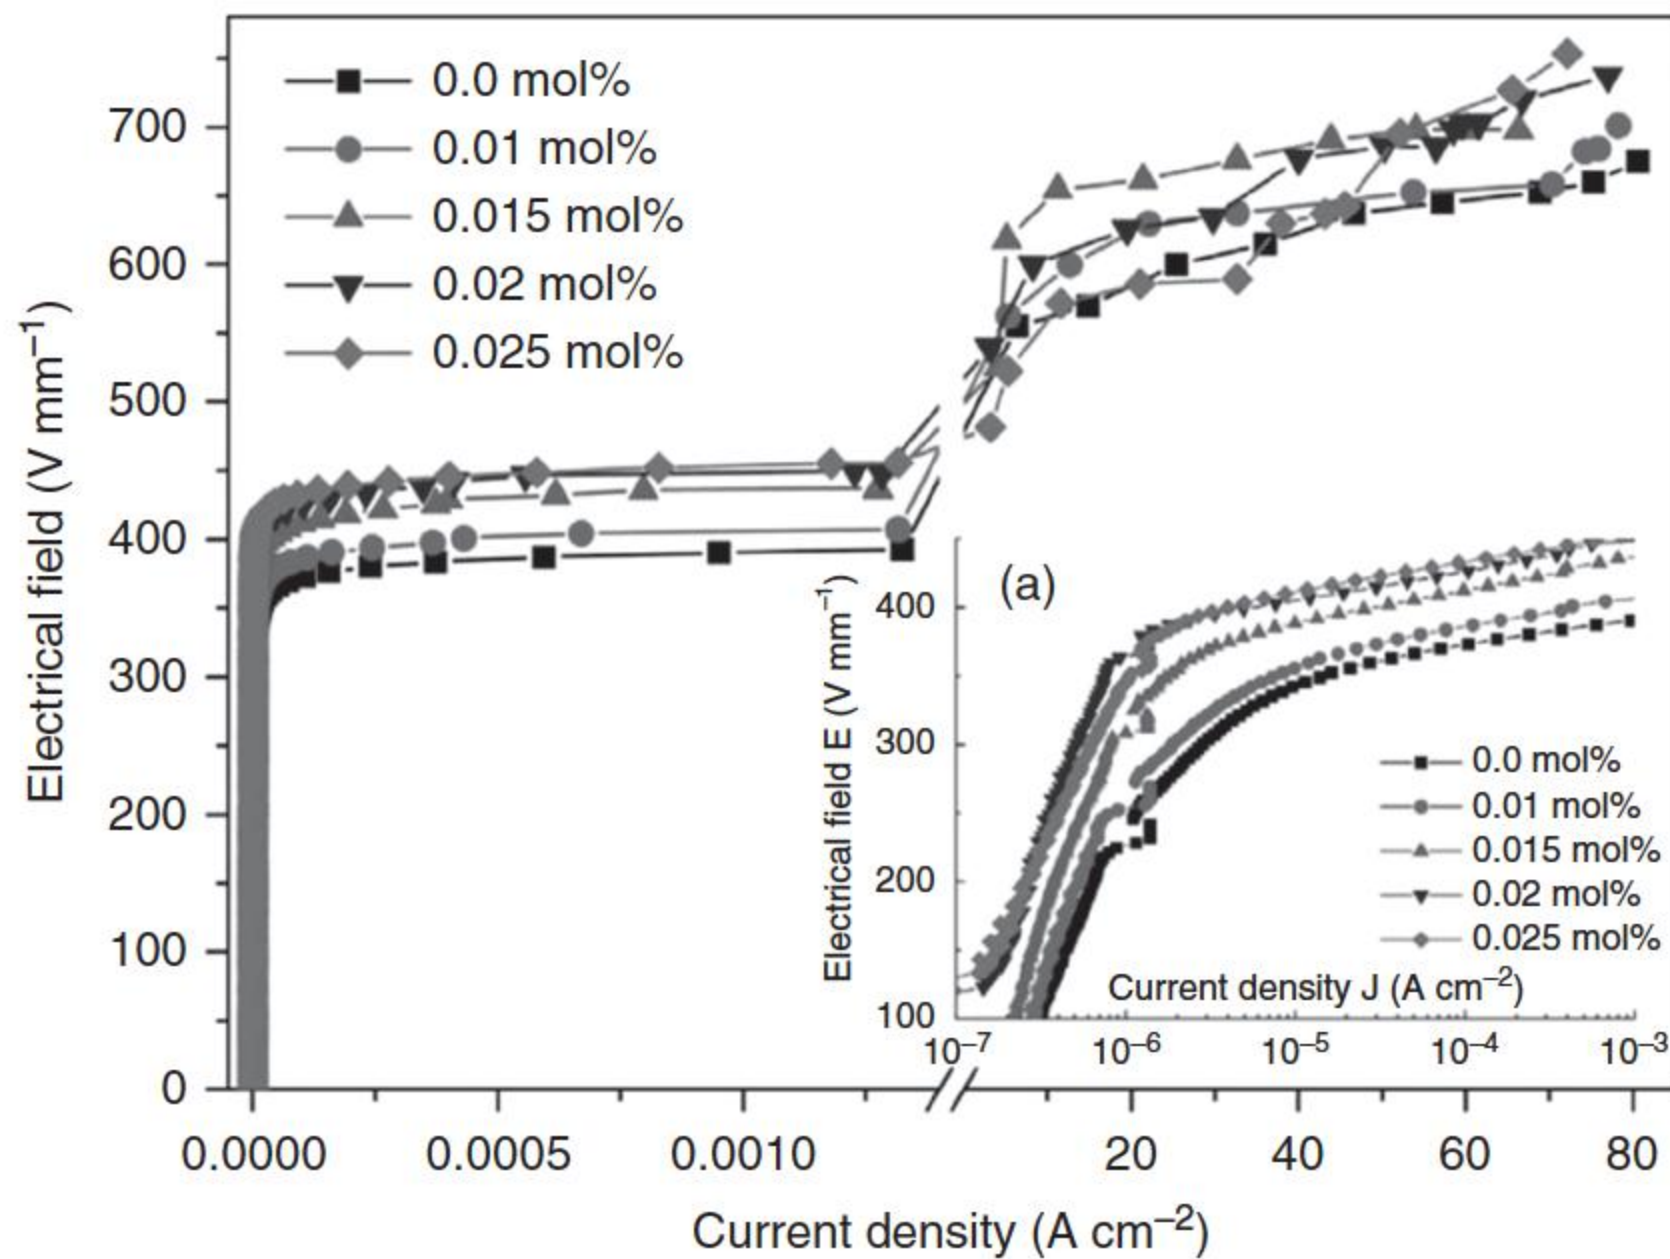 0.0 mol%
0.01 mol%
0.015 mol%
0.02 mol%
0.025 mol%
Electrical field (V mm⁻¹)
700
600
500
400
300
200
100
0
0.0000 0.0005 0.0010 20 40 60 80
Current density (A cm⁻²)
(a)
Electrical field E (V mm⁻¹)
400
300
200
100
0.0 mol%
0.01 mol%
0.015 mol%
0.02 mol%
0.025 mol%
Current density J (A cm⁻²)
10⁻⁷ 10⁻⁶ 10⁻⁵ 10⁻⁴ 10⁻³